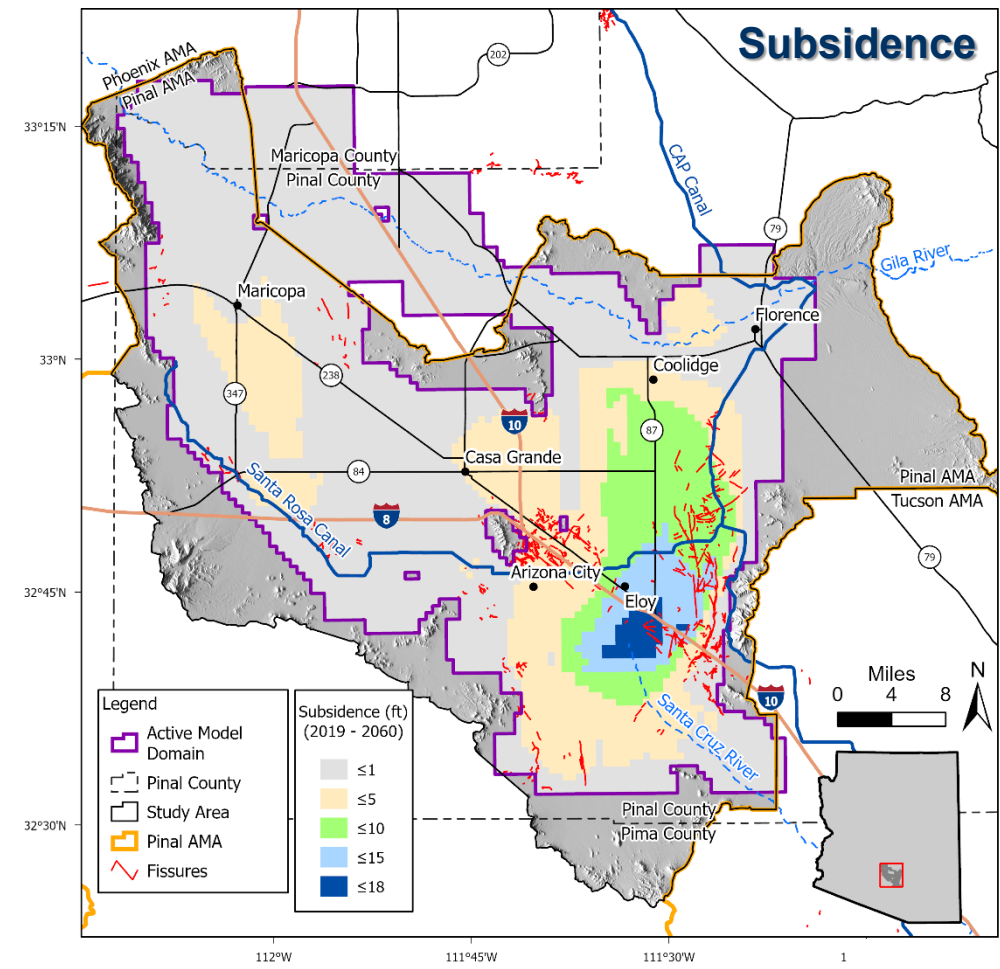 Subsidence
Phoenix AMA
Pinal AMA
202
33°15'N
Maricopa County
Pinal County
CAP Canal
79
Gila River
Maricopa
Florence
33°N
Coolidge
238
347
10
87
Casa Grande
84
Santa Rosa Canal
8
Pinal AMA
Tucson AMA
79
Arizona City
32°45'N
Eloy
Miles
0 4 8
N
10
Santa Cruz River
Legend
Active Model
Domain
Pinal County
Study Area
Pinal AMA
Fissures
Subsidence (ft)
(2019 - 2060)
≤1
≤5
≤10
≤15
≤18
Pinal County
Pima County
32°30'N
112°W
111°45'W
111°30'W
1